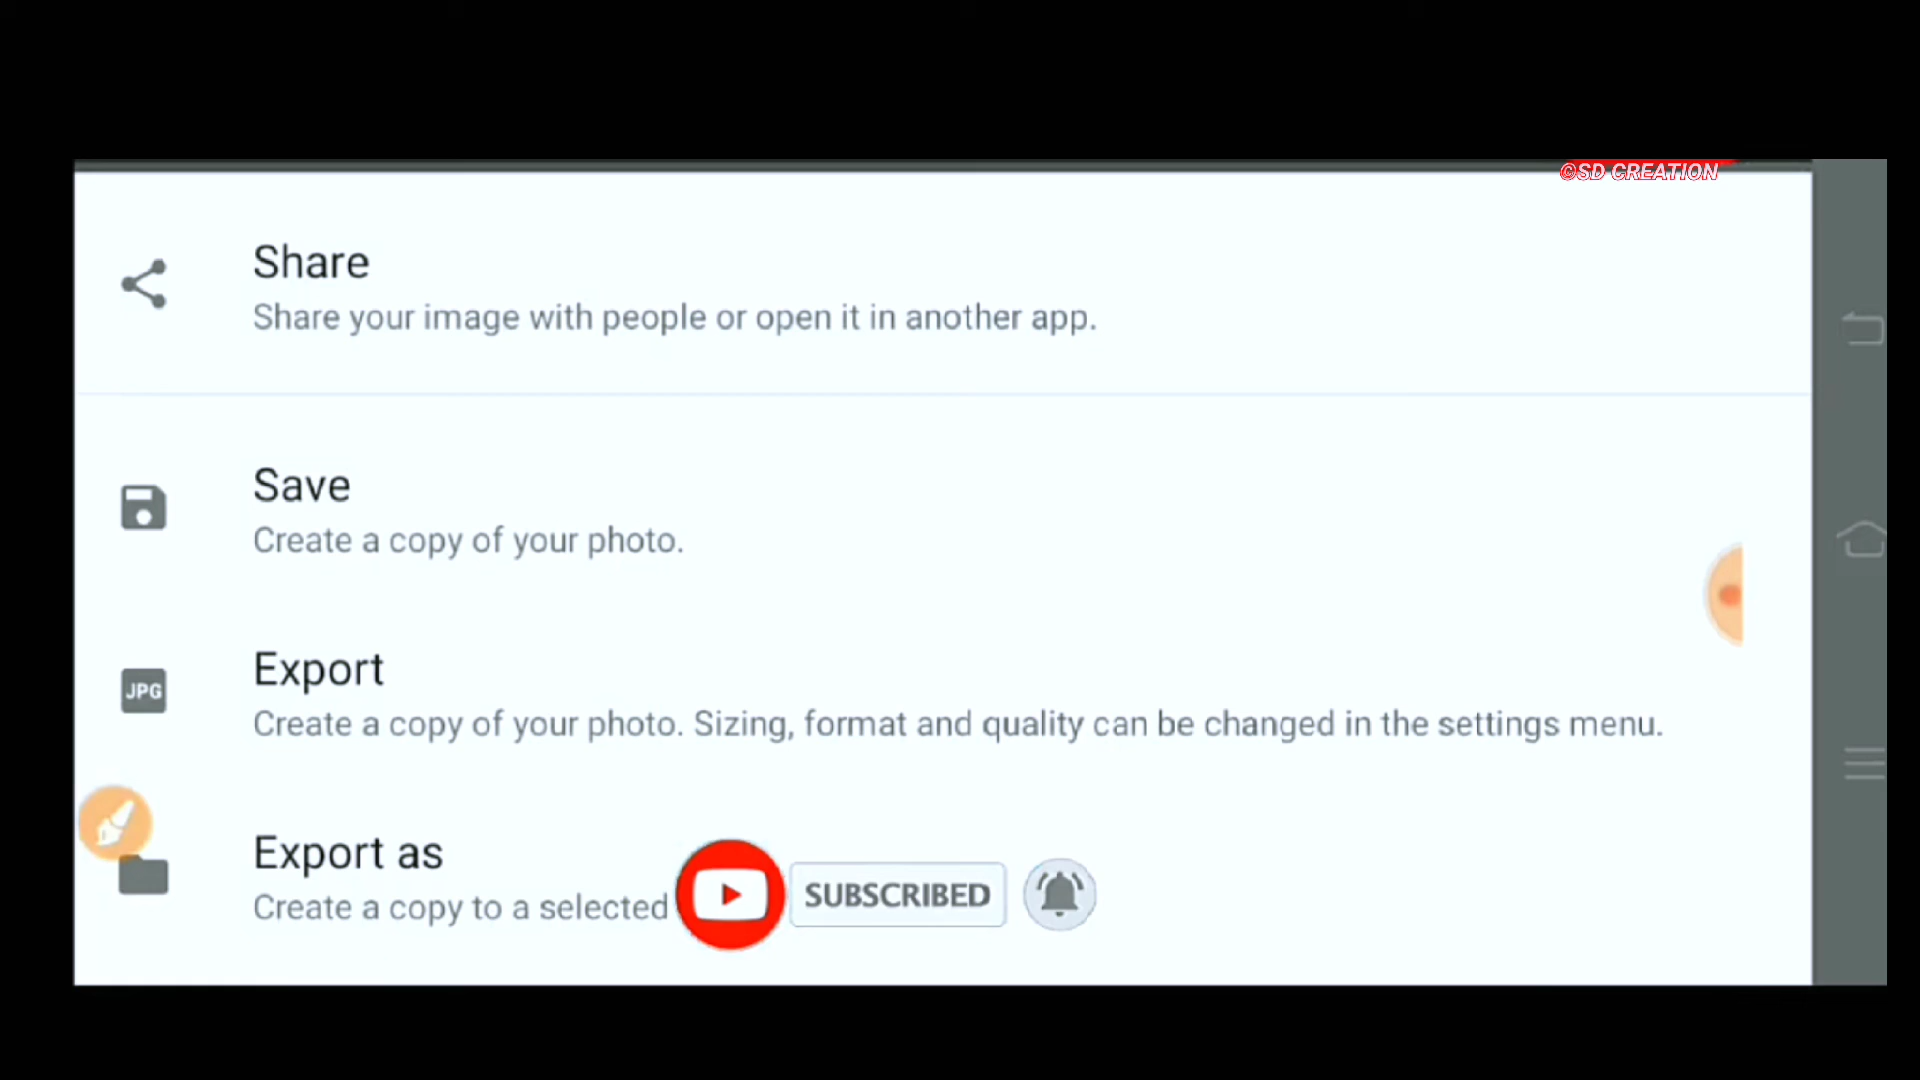 ©SD CREATION
Share
Share your image with people or open it in another app.
Save
Create a copy of your photo.
JPG
Export
Create a copy of your photo. Sizing, format and quality can be changed in the settings menu.
Export as
Create a copy to a selected
SUBSCRIBED